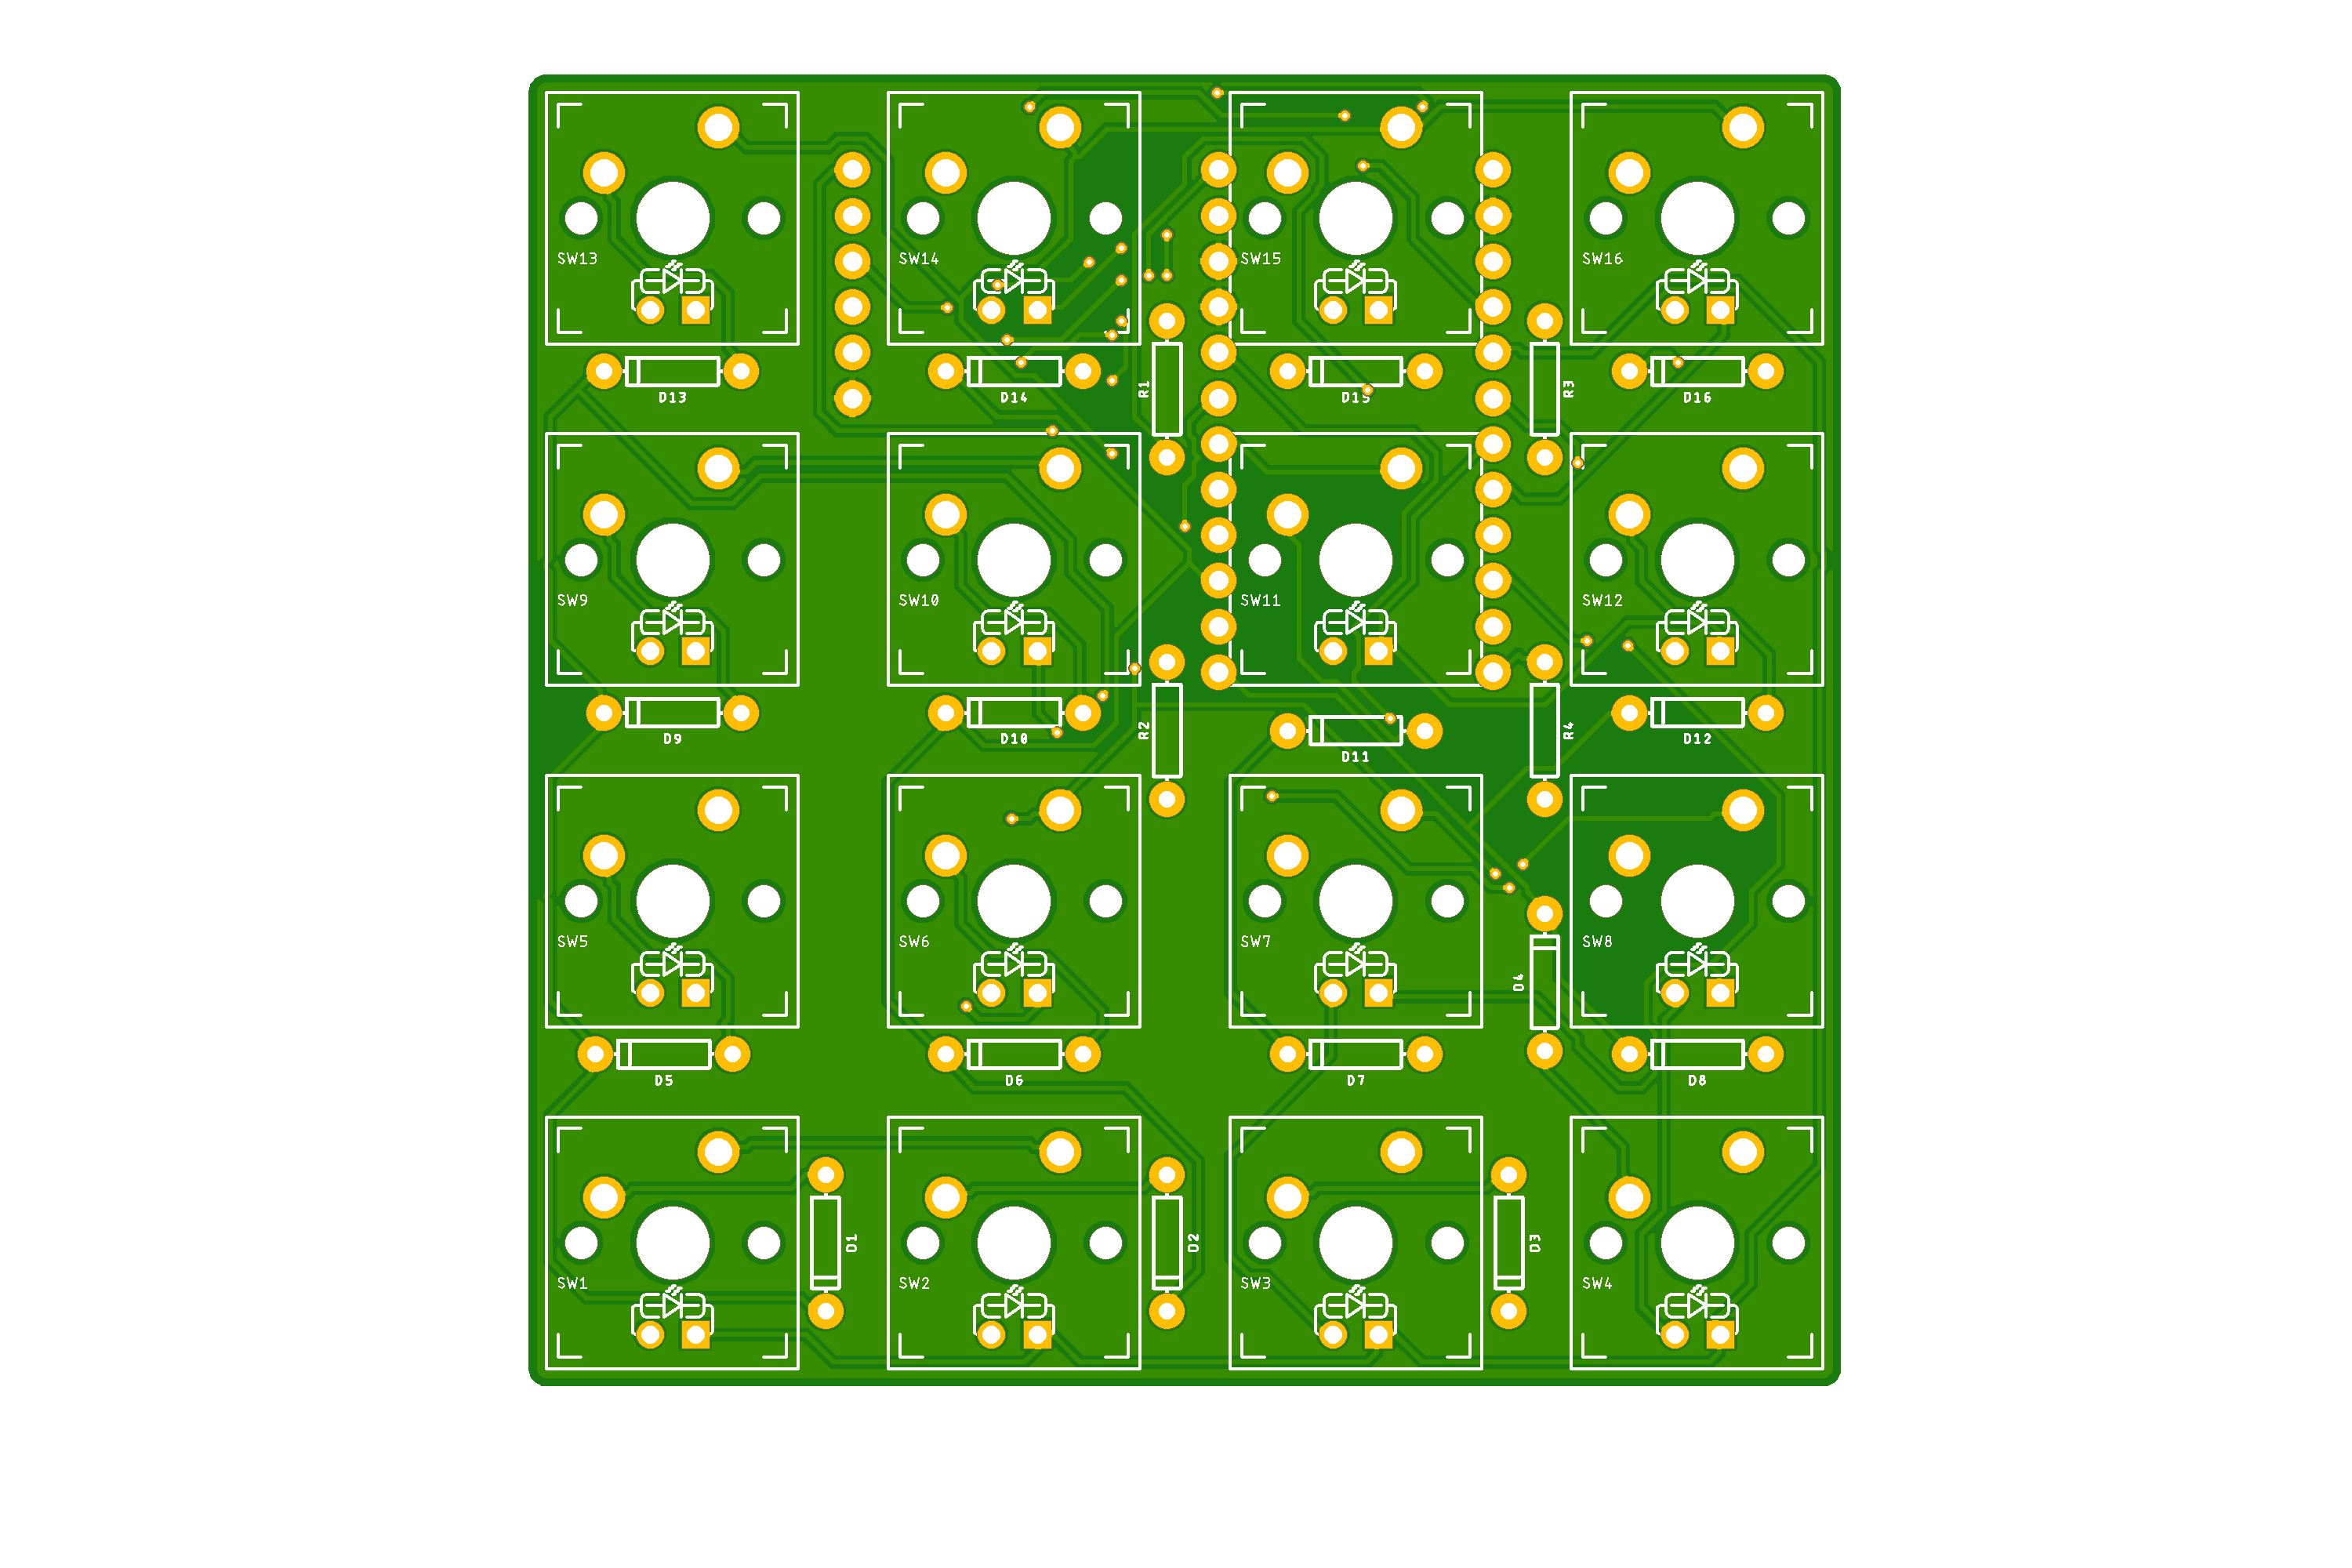 SW13 SW14 SW15 SW16
D13 D14 R1 D15 R3 D16
SW9 SW10 SW11 SW12
D9 D10 R2 D11 R4 D12
SW5 SW6 SW7 D4 SW8
D5 D6 D7 D8
SW1 D1 SW2 D2 SW3 D3 SW4